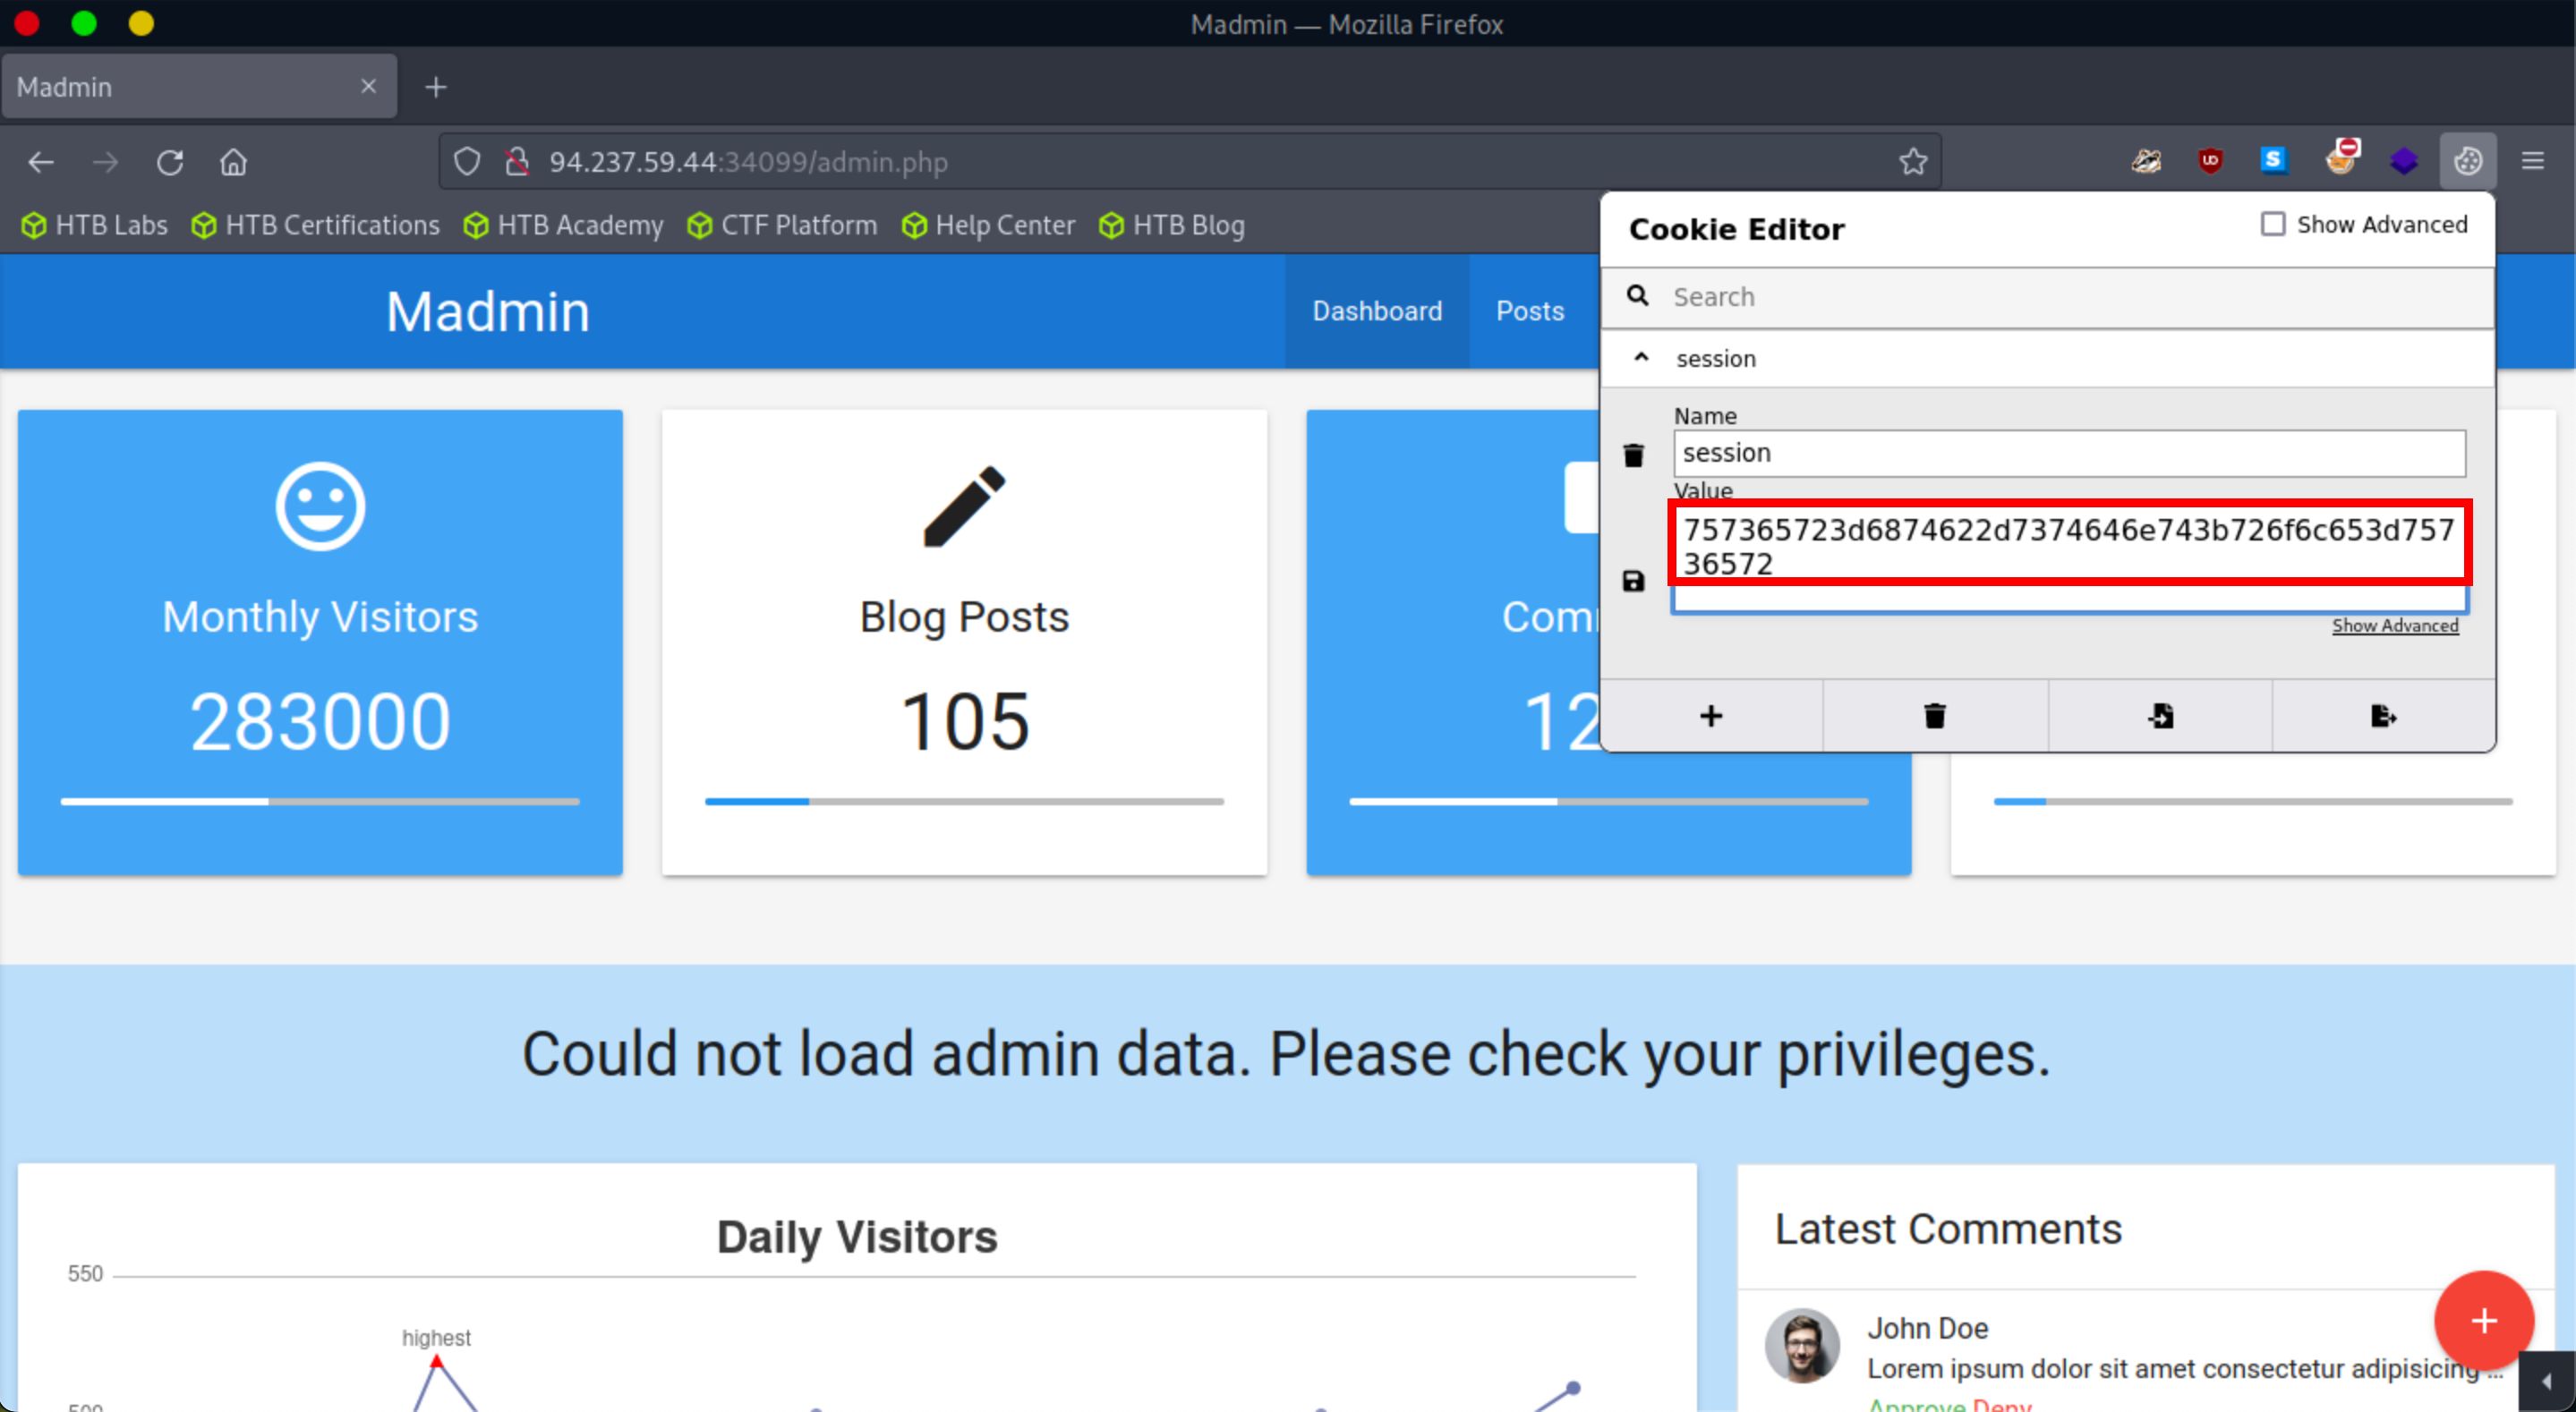 Madmin — Mozilla Firefox
Madmin
94.237.59.44:34099/admin.php
HTB Labs HTB Certifications HTB Academy CTF Platform Help Center HTB Blog
Cookie Editor
Show Advanced
Search
session
Name
session
Value
757365723d6874622d7374646e743b726f6c653d757
36572
Show Advanced
Madmin
Dashboard Posts
Monthly Visitors
283000
Blog Posts
105
Com
12
Could not load admin data. Please check your privileges.
Daily Visitors
550
highest
500
Latest Comments
John Doe
Lorem ipsum dolor sit amet consectetur adipisicing ...
Approve Deny